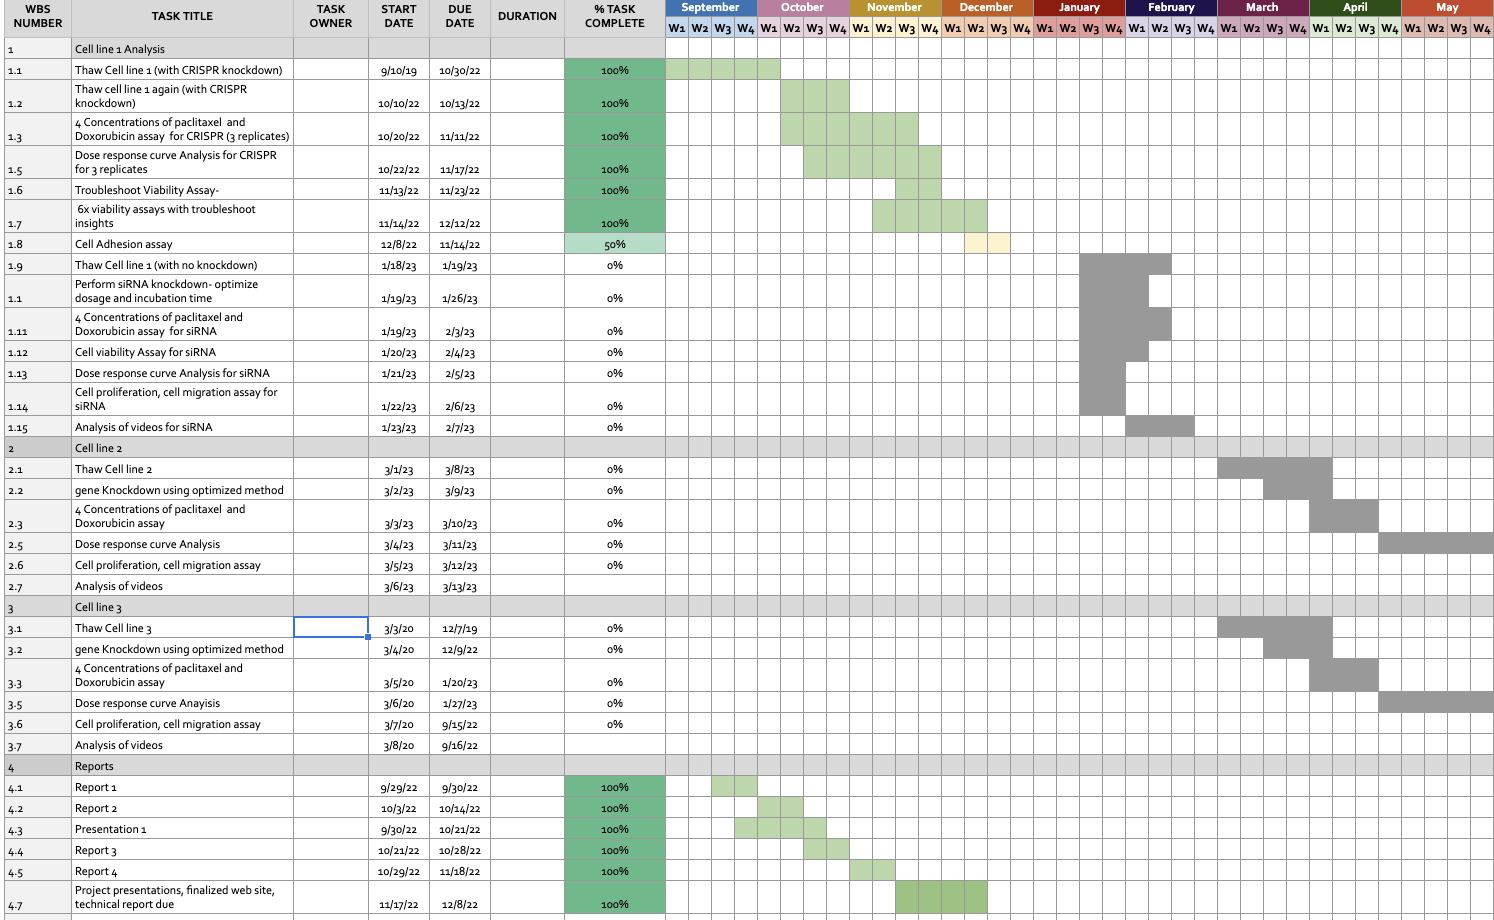 WBS NUMBER TASK TITLE TASK OWNER START DATE DUE DATE DURATION % TASK COMPLETE September October November December January February March April May
W1 W2 W3 W4 W1 W2 W3 W4 W1 W2 W3 W4 W1 W2 W3 W4 W1 W2 W3 W4 W1 W2 W3 W4 W1 W2 W3 W4 W1 W2 W3 W4 W1 W2 W3 W4
1 Cell line 1 Analysis
1.1 Thaw Cell line 1 (with CRISPR knockdown) 9/10/19 10/30/22 100%
Thaw cell line 1 again (with CRISPR
1.2 knockdown) 10/10/22 10/13/22 100%
4 Concentrations of paclitaxel and
1.3 Doxorubicin assay for CRISPR (3 replicates) 10/20/22 11/11/22 100%
Dose response curve Analysis for CRISPR
1.5 for 3 replicates 10/22/22 11/17/22 100%
1.6 Troubleshoot Viability Assay- 11/13/22 11/23/22 100%
6x viability assays with troubleshoot
1.7 insights 11/14/22 12/12/22 100%
1.8 Cell Adhesion assay 12/8/22 11/14/22 50%
1.9 Thaw Cell line 1 (with no knockdown) 1/18/23 1/19/23 0%
Perform siRNA knockdown- optimize
1.1 dosage and incubation time 1/19/23 1/26/23 0%
4 Concentrations of paclitaxel and
1.11 Doxorubicin assay for siRNA 1/19/23 2/3/23 0%
1.12 Cell viability Assay for siRNA 1/20/23 2/4/23 0%
1.13 Dose response curve Analysis for siRNA 1/21/23 2/5/23 0%
Cell proliferation, cell migration assay for
1.14 siRNA 1/22/23 2/6/23 0%
1.15 Analysis of videos for siRNA 1/23/23 2/7/23 0%
2 Cell line 2
2.1 Thaw Cell line 2 3/1/23 3/8/23 0%
2.2 gene Knockdown using optimized method 3/2/23 3/9/23 0%
4 Concentrations of paclitaxel and
2.3 Doxorubicin assay 3/3/23 3/10/23 0%
2.5 Dose response curve Analysis 3/4/23 3/11/23 0%
2.6 Cell proliferation, cell migration assay 3/5/23 3/12/23 0%
2.7 Analysis of videos 3/6/23 3/13/23
3 Cell line 3
3.1 Thaw Cell line 3 3/3/20 12/7/19 0%
3.2 gene Knockdown using optimized method 3/4/20 12/9/22 0%
4 Concentrations of paclitaxel and
3.3 Doxorubicin assay 3/5/20 1/20/23 0%
3.5 Dose response curve Anayisis 3/6/20 1/27/23 0%
3.6 Cell proliferation, cell migration assay 3/7/20 9/15/22 0%
3.7 Analysis of videos 3/8/20 9/16/22
4 Reports
4.1 Report 1 9/29/22 9/30/22 100%
4.2 Report 2 10/3/22 10/14/22 100%
4.3 Presentation 1 9/30/22 10/21/22 100%
4.4 Report 3 10/21/22 10/28/22 100%
4.5 Report 4 10/29/22 11/18/22 100%
Project presentations, finalized web site,
4.7 technical report due 11/17/22 12/8/22 100%